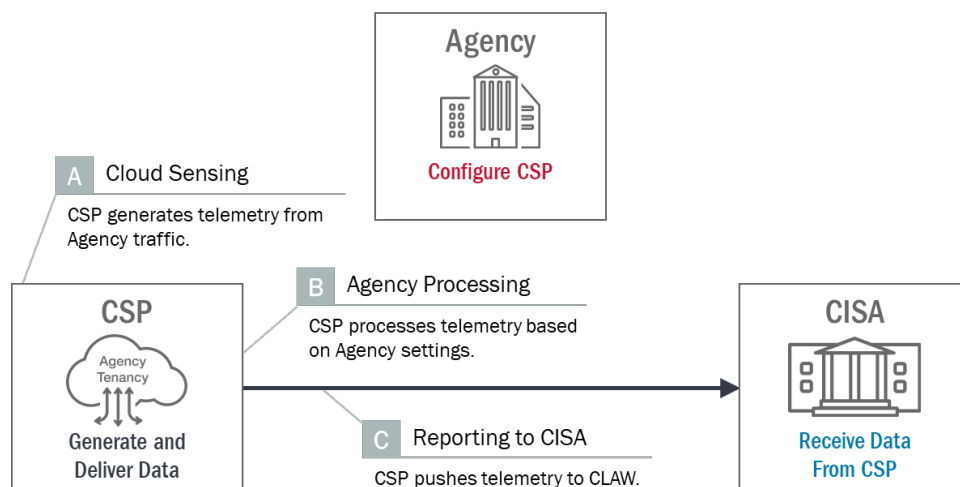 Agency
Configure CSP
A Cloud Sensing
CSP generates telemetry from
Agency traffic.
B Agency Processing
CSP processes telemetry based
on Agency settings.
CSP
Agency
Tenancy
Generate and
Deliver Data
CISA
Receive Data
From CSP
C Reporting to CISA
CSP pushes telemetry to CLAW.